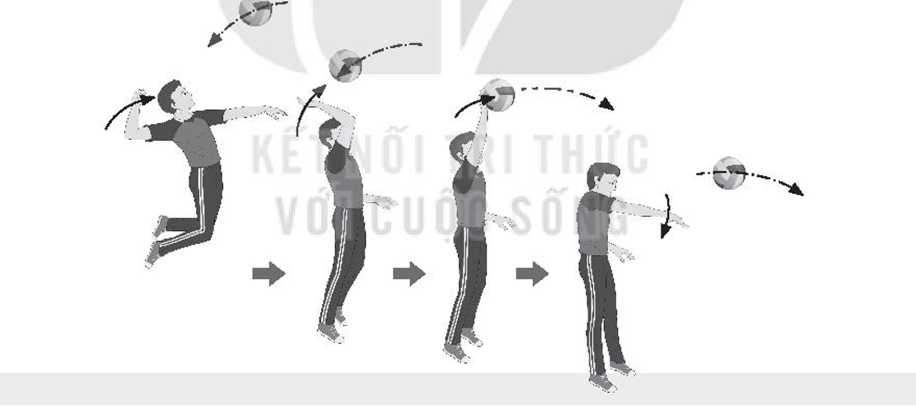 KẾT NỐI TRI THỨC
VỚI CUỘC SỐNG